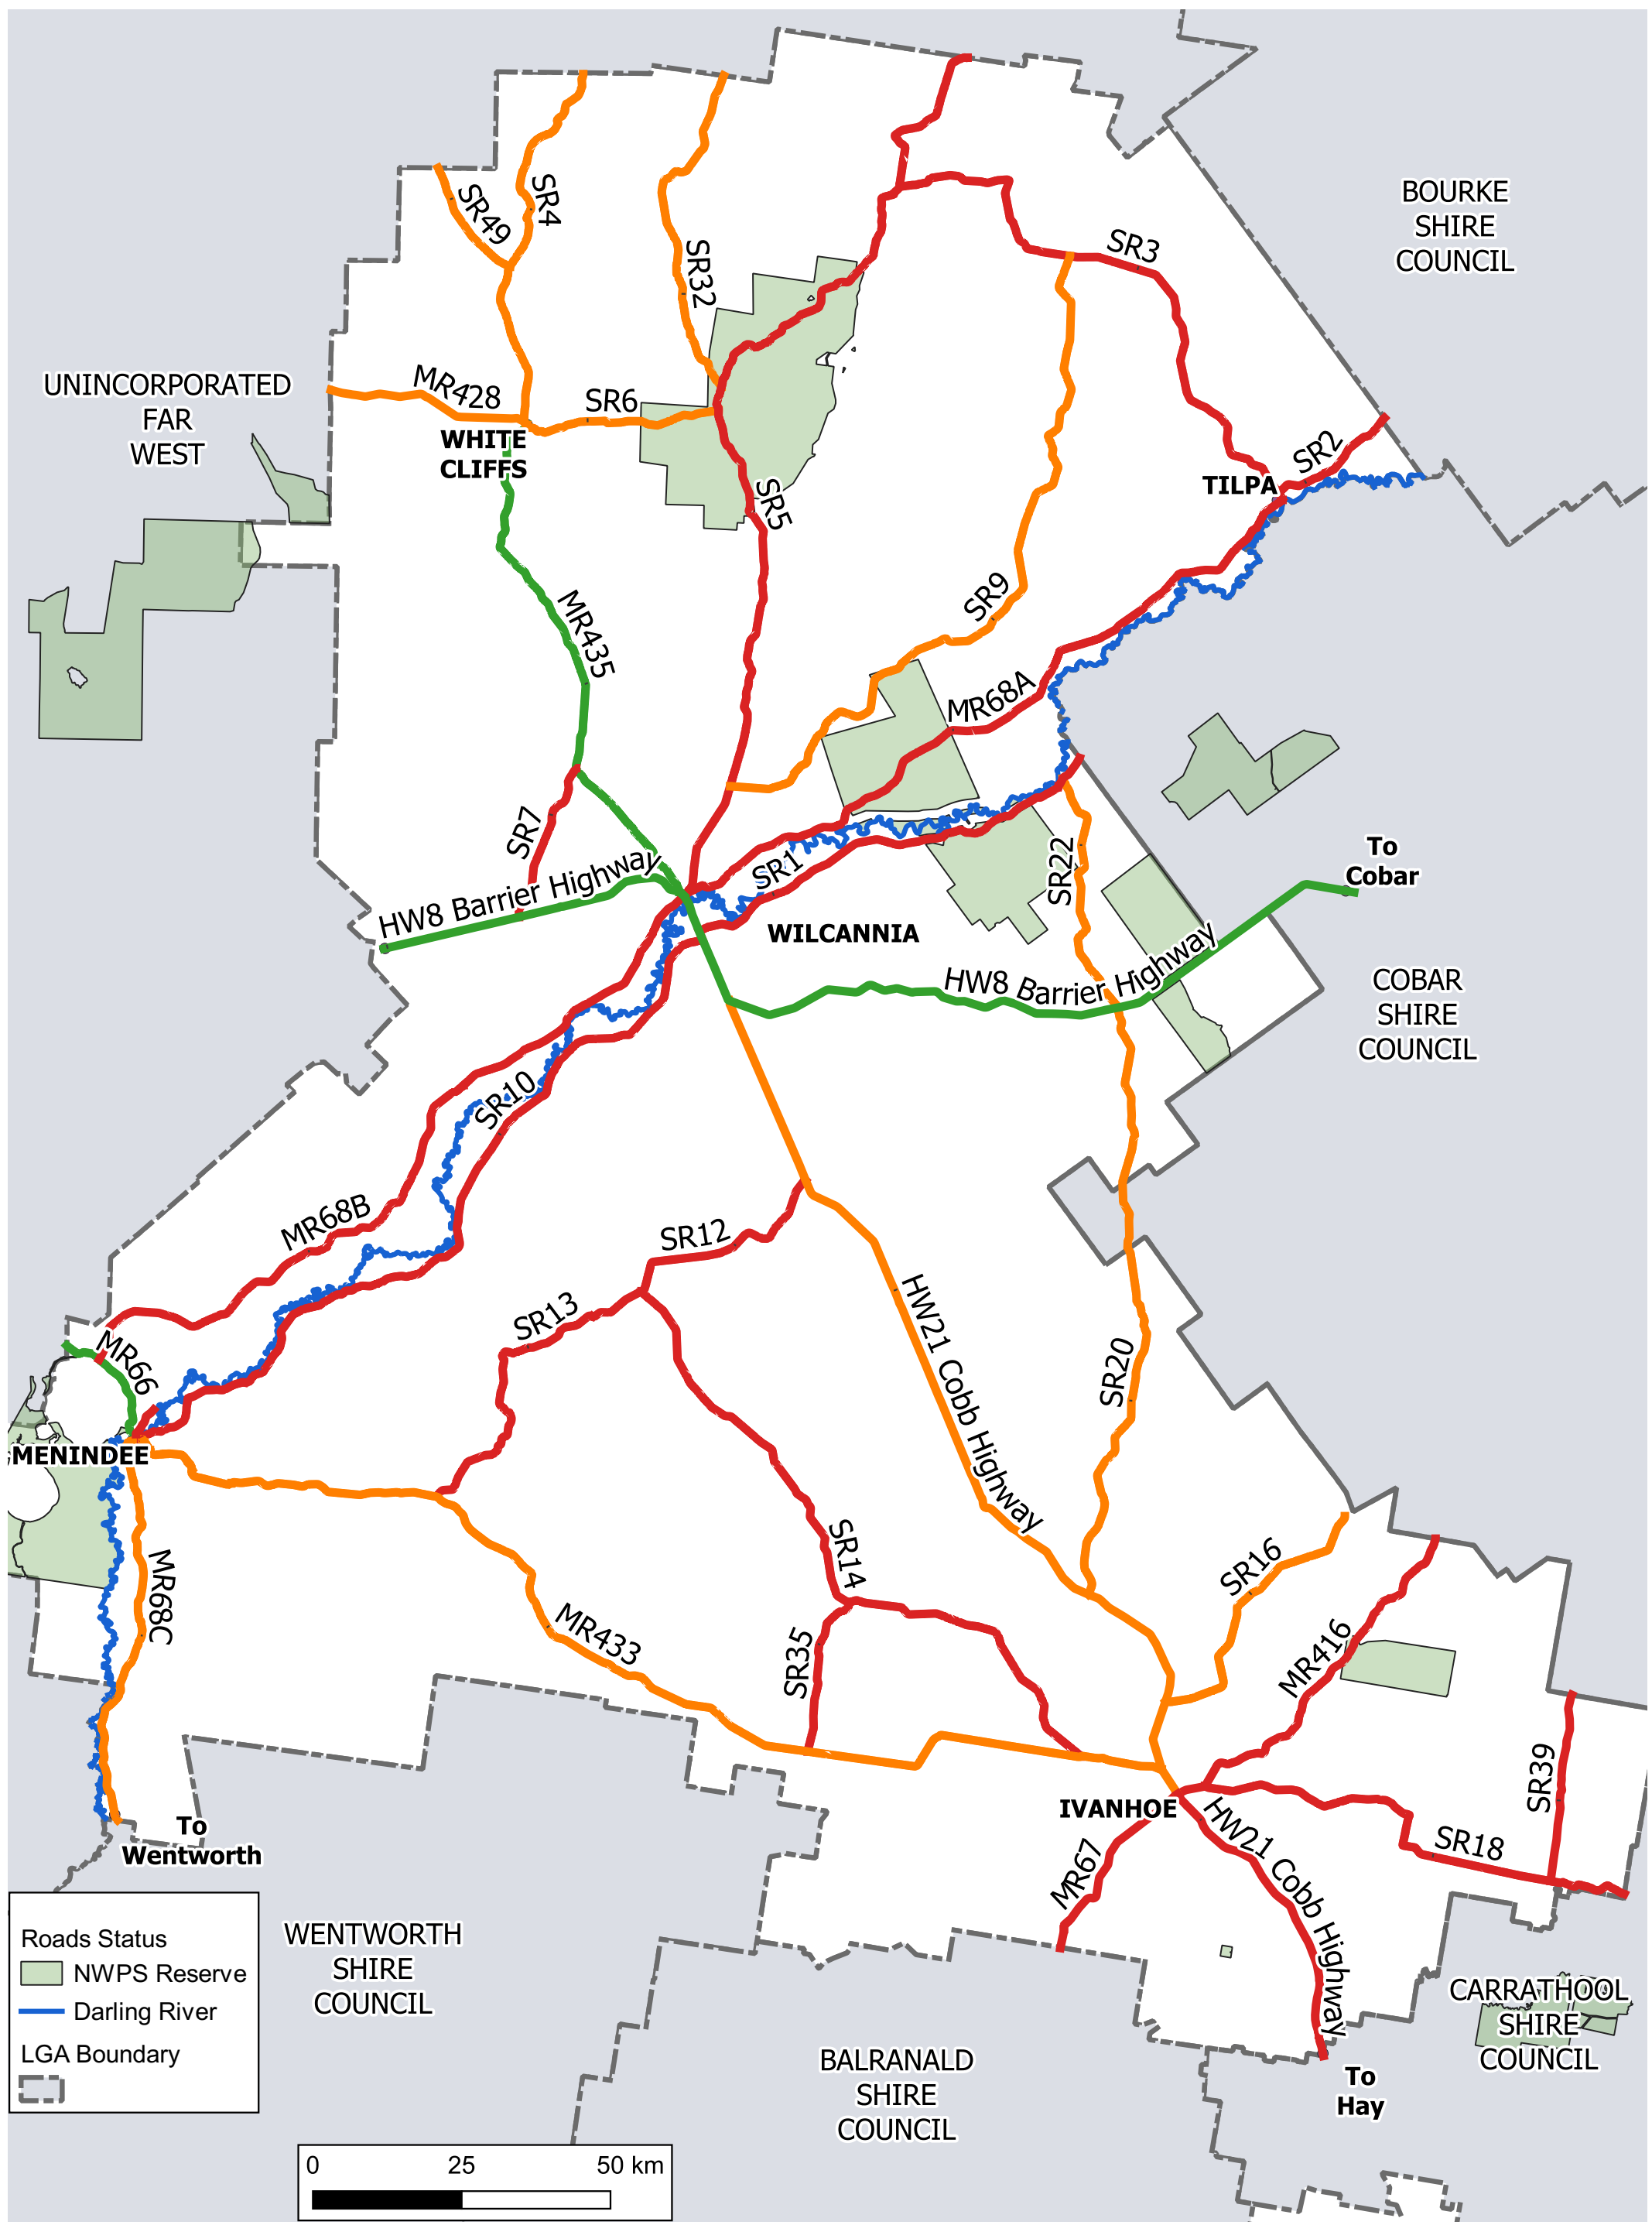 BOURKE
SHIRE
COUNCIL
SR49
SR4
SR32
SR3
UNINCORPORATED
FAR
WEST
MR428
SR6
WHITE
CLIFFS
SR5
TILPA
SR2
MR435
SR9
MR68A
SR7
SR1
SR22
To
Cobar
HW8 Barrier Highway
WILCANNIA
HW8 Barrier Highway
COBAR
SHIRE
COUNCIL
SR10
MR68B
SR12
SR13
HW21 Cobb Highway
SR20
MR66
MENINDEE
SR14
SR16
MR68C
MR433
SR35
MR416
SR39
IVANHOE
HW21 Cobb Highway
SR18
MR67
To
Wentworth
Roads Status
NWPS Reserve
Darling River
LGA Boundary
WENTWORTH
SHIRE
COUNCIL
CARRATHOOL
SHIRE
COUNCIL
BALRANALD
SHIRE
COUNCIL
To
Hay
0 25 50 km